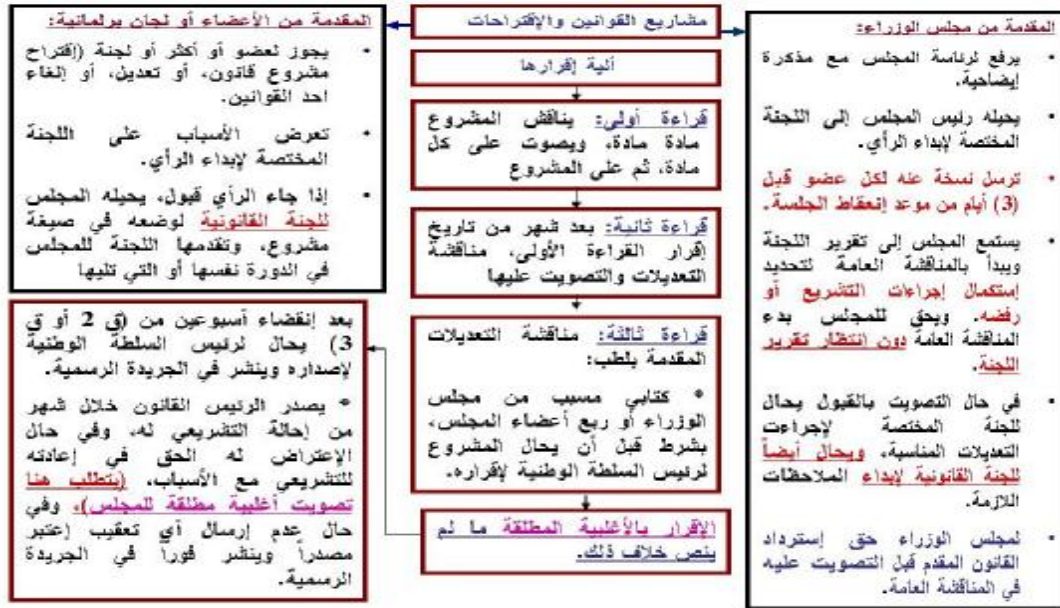 المقدمة من مجلس الوزراء:
• يرفع لرئاسة المجلس مع مذكرة
إيضاحية.
• يحيله رئيس المجلس إلى اللجنة
المختصة لإبداء الرأي.
• ترسل نسخة عنه لكل عضو قبل
(3) أيام من موعد إنعقاط الجلسة.
• يستمع المجلس إلى تقرير اللجنة
ويبدأ بالمناقشة العامة لتحديد
إستكمال إجراءات التشريع أو
رفضه. ويحق للمجلس بدء
المناقشة العامة دون إنتظار تقرير
اللجنة.
• في حال التصويت بالقبول يحال
للجنة المختصة لإجراءت
التعديلات المناسبة، ويحال أيضاً
للجنة القانونية لإبداء الملاحظات
اللازمة.
• لمجلس الوزراء حق إسترداد
القانون المقدم قبل التصويت عليه
في المناقشة العامة.
مشاريع القوانين والإقتراحات
ألية إقرارها
قراءة أولى: يناقش المشروع
مادة مادة، ويصوت على كل
مادة، ثم على المشروع
قراءة ثانية: بعد شهر من تاريخ
إقرار القراءة الأولى، مناقشة
التعديلات والتصويت عليها
قراءة ثالثة: مناقشة التعديلات
المقدمة بلطب:
* كتابي مسبب من مجلس
الوزراء أو ربع أعضاء المجلس،
بشرط قبل أن يحال المشروع
لرئيس السلطة الوطنية لإقراره.
الإقرار بالأغلبية المطلقة ما لم
ينص خلاف ذلك.
المقدمة من الأعضاء أو لجان برلمانية:
• يجوز لعضو أو أكثر أو لجنة (إقتراح
مشروع قانون، أو تعديل، أو إلغاء
احد القوانين.
• تعرض الأسباب على اللجنة
المختصة لإبداء الرأي.
• إذا جاء الرأي قبول، يحيله المجلس
للجنة القانونية لوضعه في صيغة
مشروع، وتقدمها اللجنة للمجلس
في الدورة نفسها أو التي تليها
بعد إنقضاء أسبوعين من (ق 2 أو ق
3) يحال لرئيس السلطة الوطنية
لإصداره وينشر في الجريدة الرسمية.
* يصدر الرئيس القانون خلال شهر
من إحالة التشريعي له، وفي حال
الإعتراض له الحق في إعادته
للتشريعي مع الأسباب، (يتطلب هنا
تصويت أغلبية مطلقة للمجلس)، وفي
حال عدم إرسال أي تعقيب إعتبر
مصدراً وينشر فوراً في الجريدة
الرسمية.